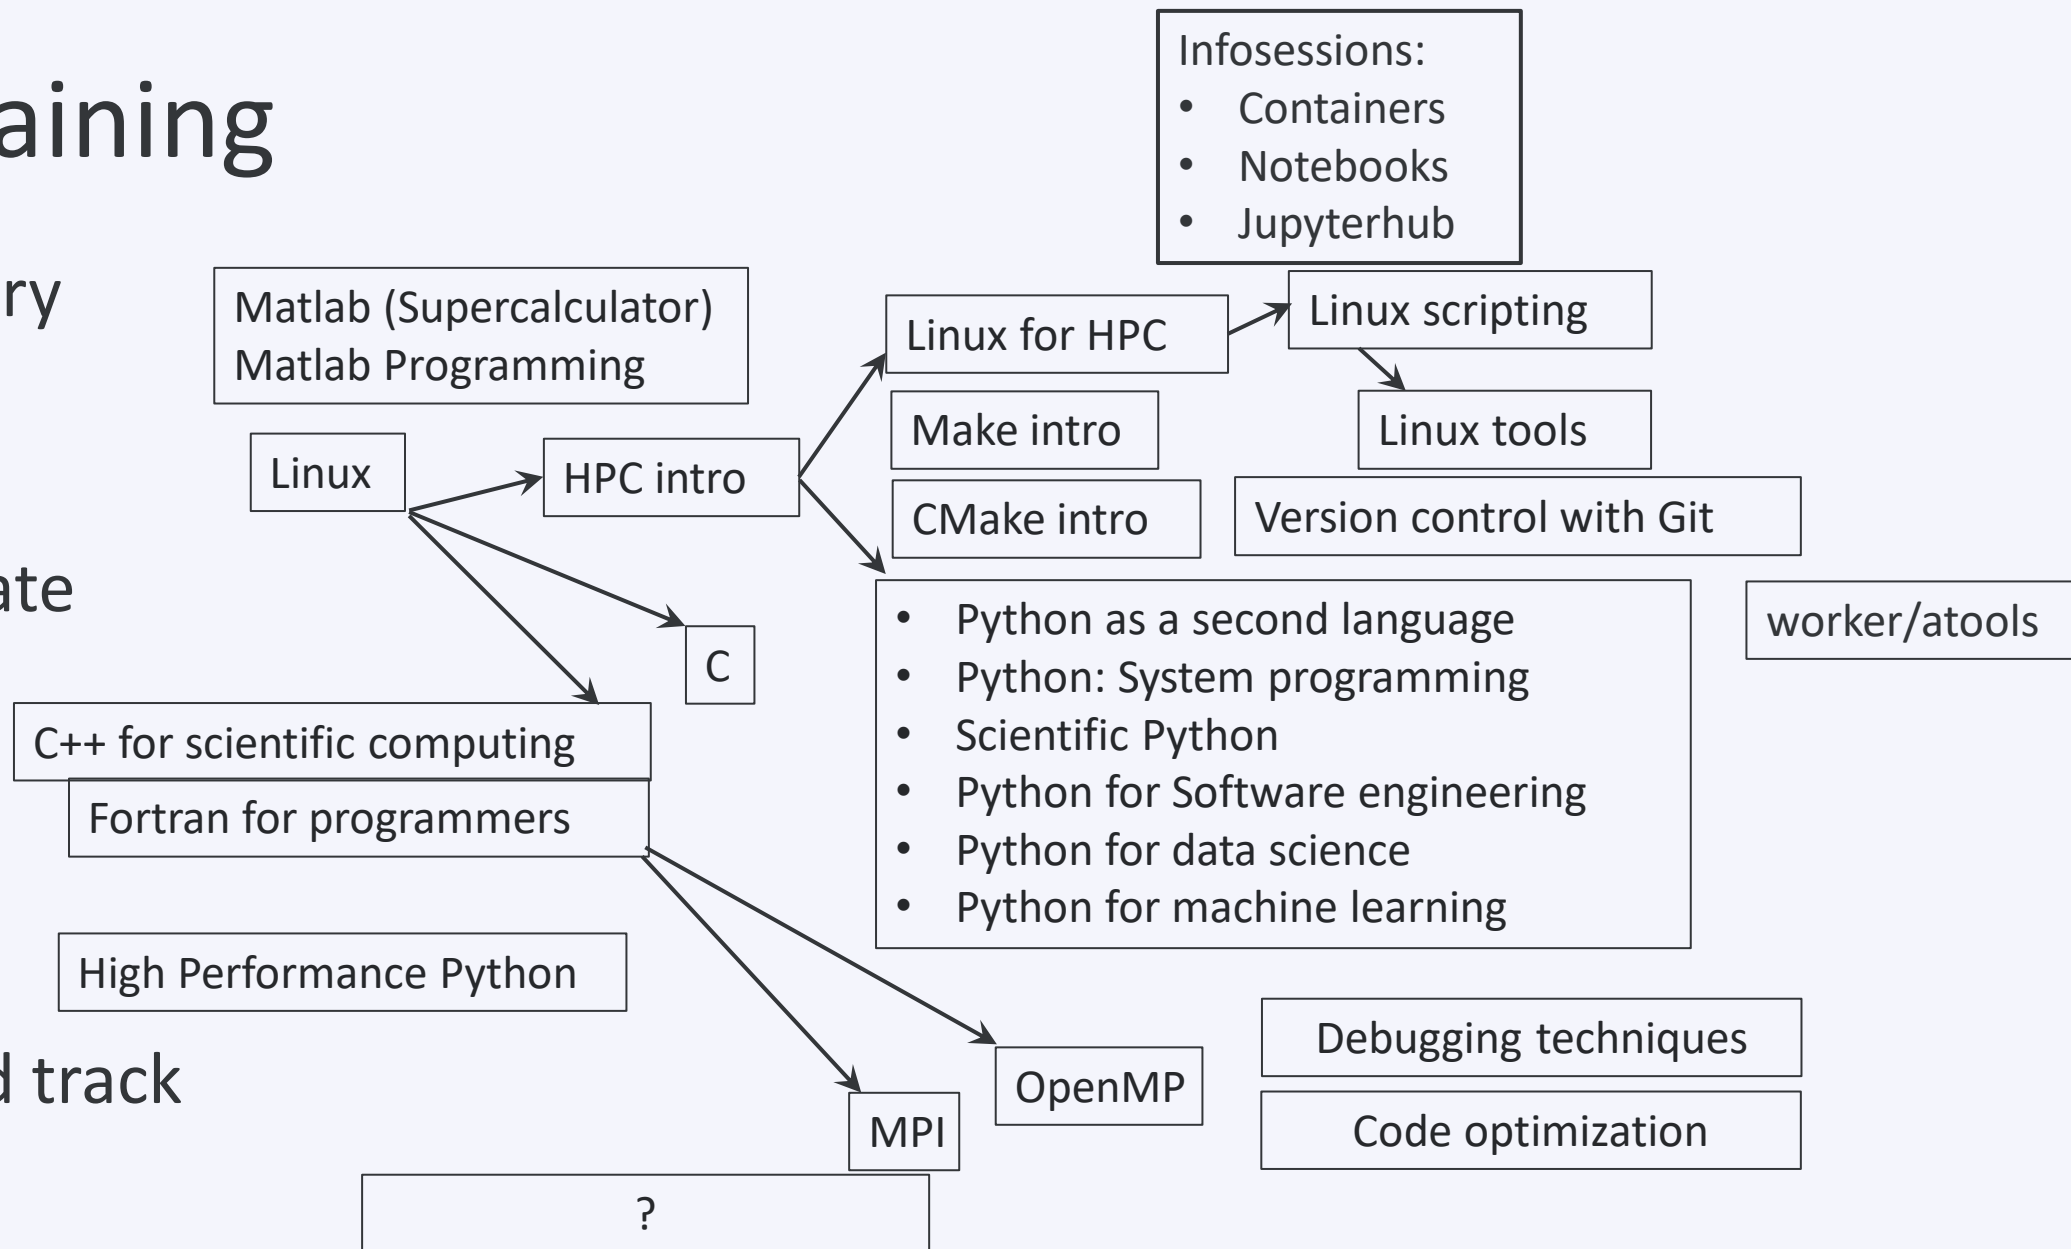 aining
Infosessions:
• Containers
• Notebooks
• Jupyterhub
ry
Matlab (Supercalculator)
Matlab Programming
Linux for HPC
Linux scripting
Make intro
Linux tools
Linux
HPC intro
CMake intro
Version control with Git
ate
C
• Python as a second language
• Python: System programming
• Scientific Python
• Python for Software engineering
• Python for data science
• Python for machine learning
worker/atools
C++ for scientific computing
Fortran for programmers
High Performance Python
d track
MPI
OpenMP
Debugging techniques
Code optimization
?